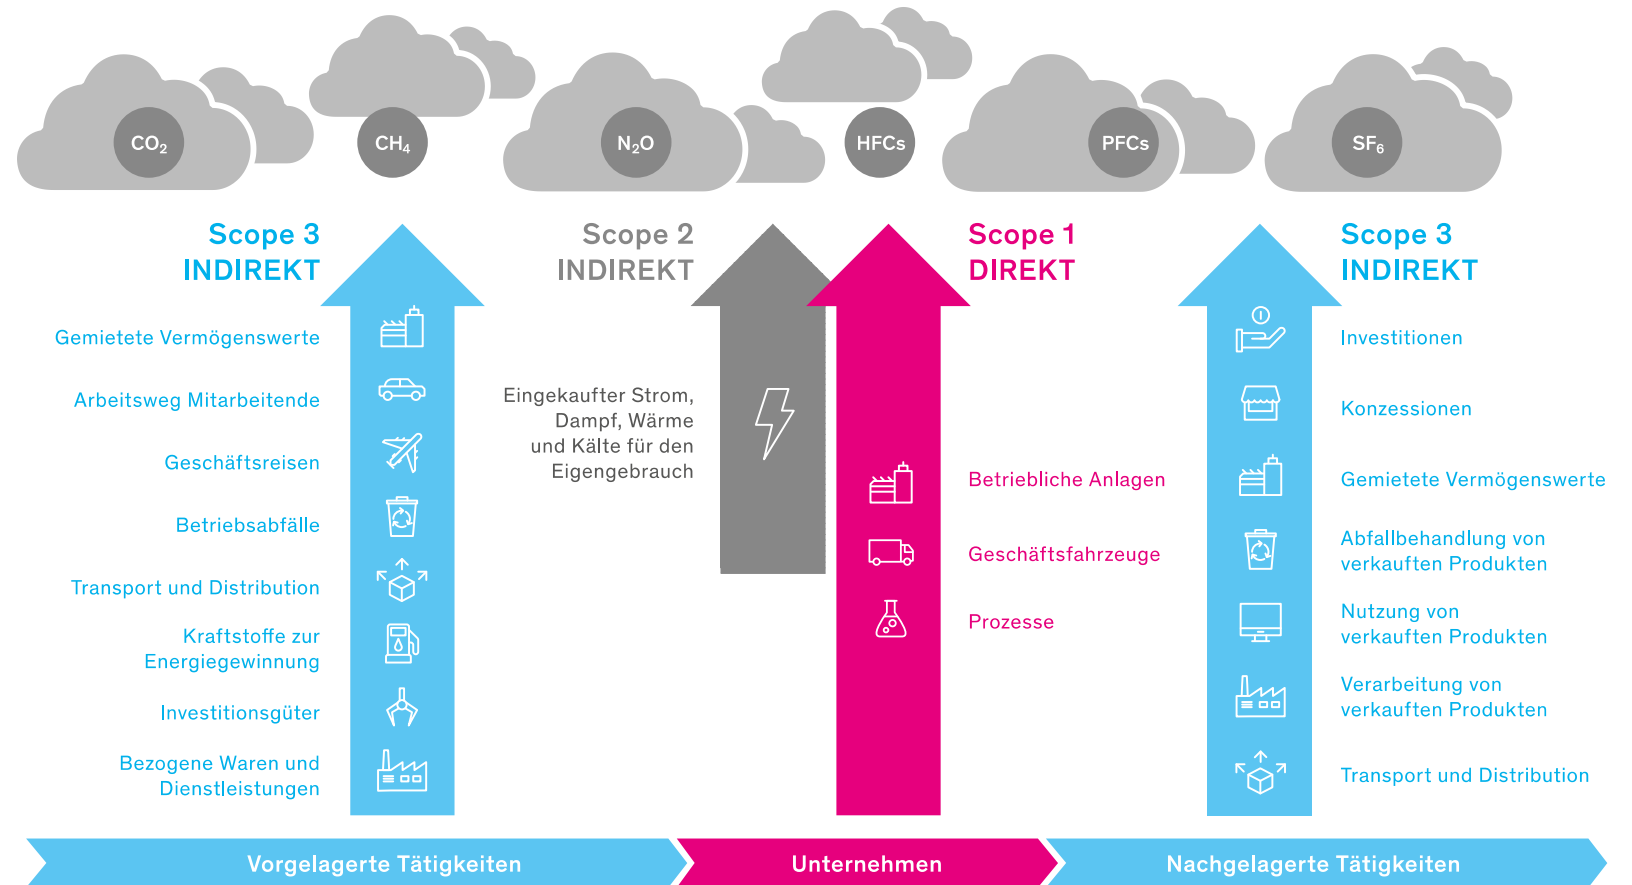 CO₂
CH₄
N₂O
HFCs
PFCs
SF₆
Scope 3
INDIREKT
Gemietete Vermögenswerte
Arbeitsweg Mitarbeitende
Geschäftsreisen
Betriebsabfälle
Transport und Distribution
Kraftstoffe zur
Energiegewinnung
Investitionsgüter
Bezogene Waren und
Dienstleistungen
Scope 2
INDIREKT
Eingekaufter Strom,
Dampf, Wärme
und Kälte für den
Eigengebrauch
Scope 1
DIREKT
Betriebliche Anlagen
Geschäftsfahrzeuge
Prozesse
Scope 3
INDIREKT
Investitionen
Konzessionen
Gemietete Vermögenswerte
Abfallbehandlung von
verkauften Produkten
Nutzung von
verkauften Produkten
Verarbeitung von
verkauften Produkten
Transport und Distribution
Vorgelagerte Tätigkeiten
Unternehmen
Nachgelagerte Tätigkeiten